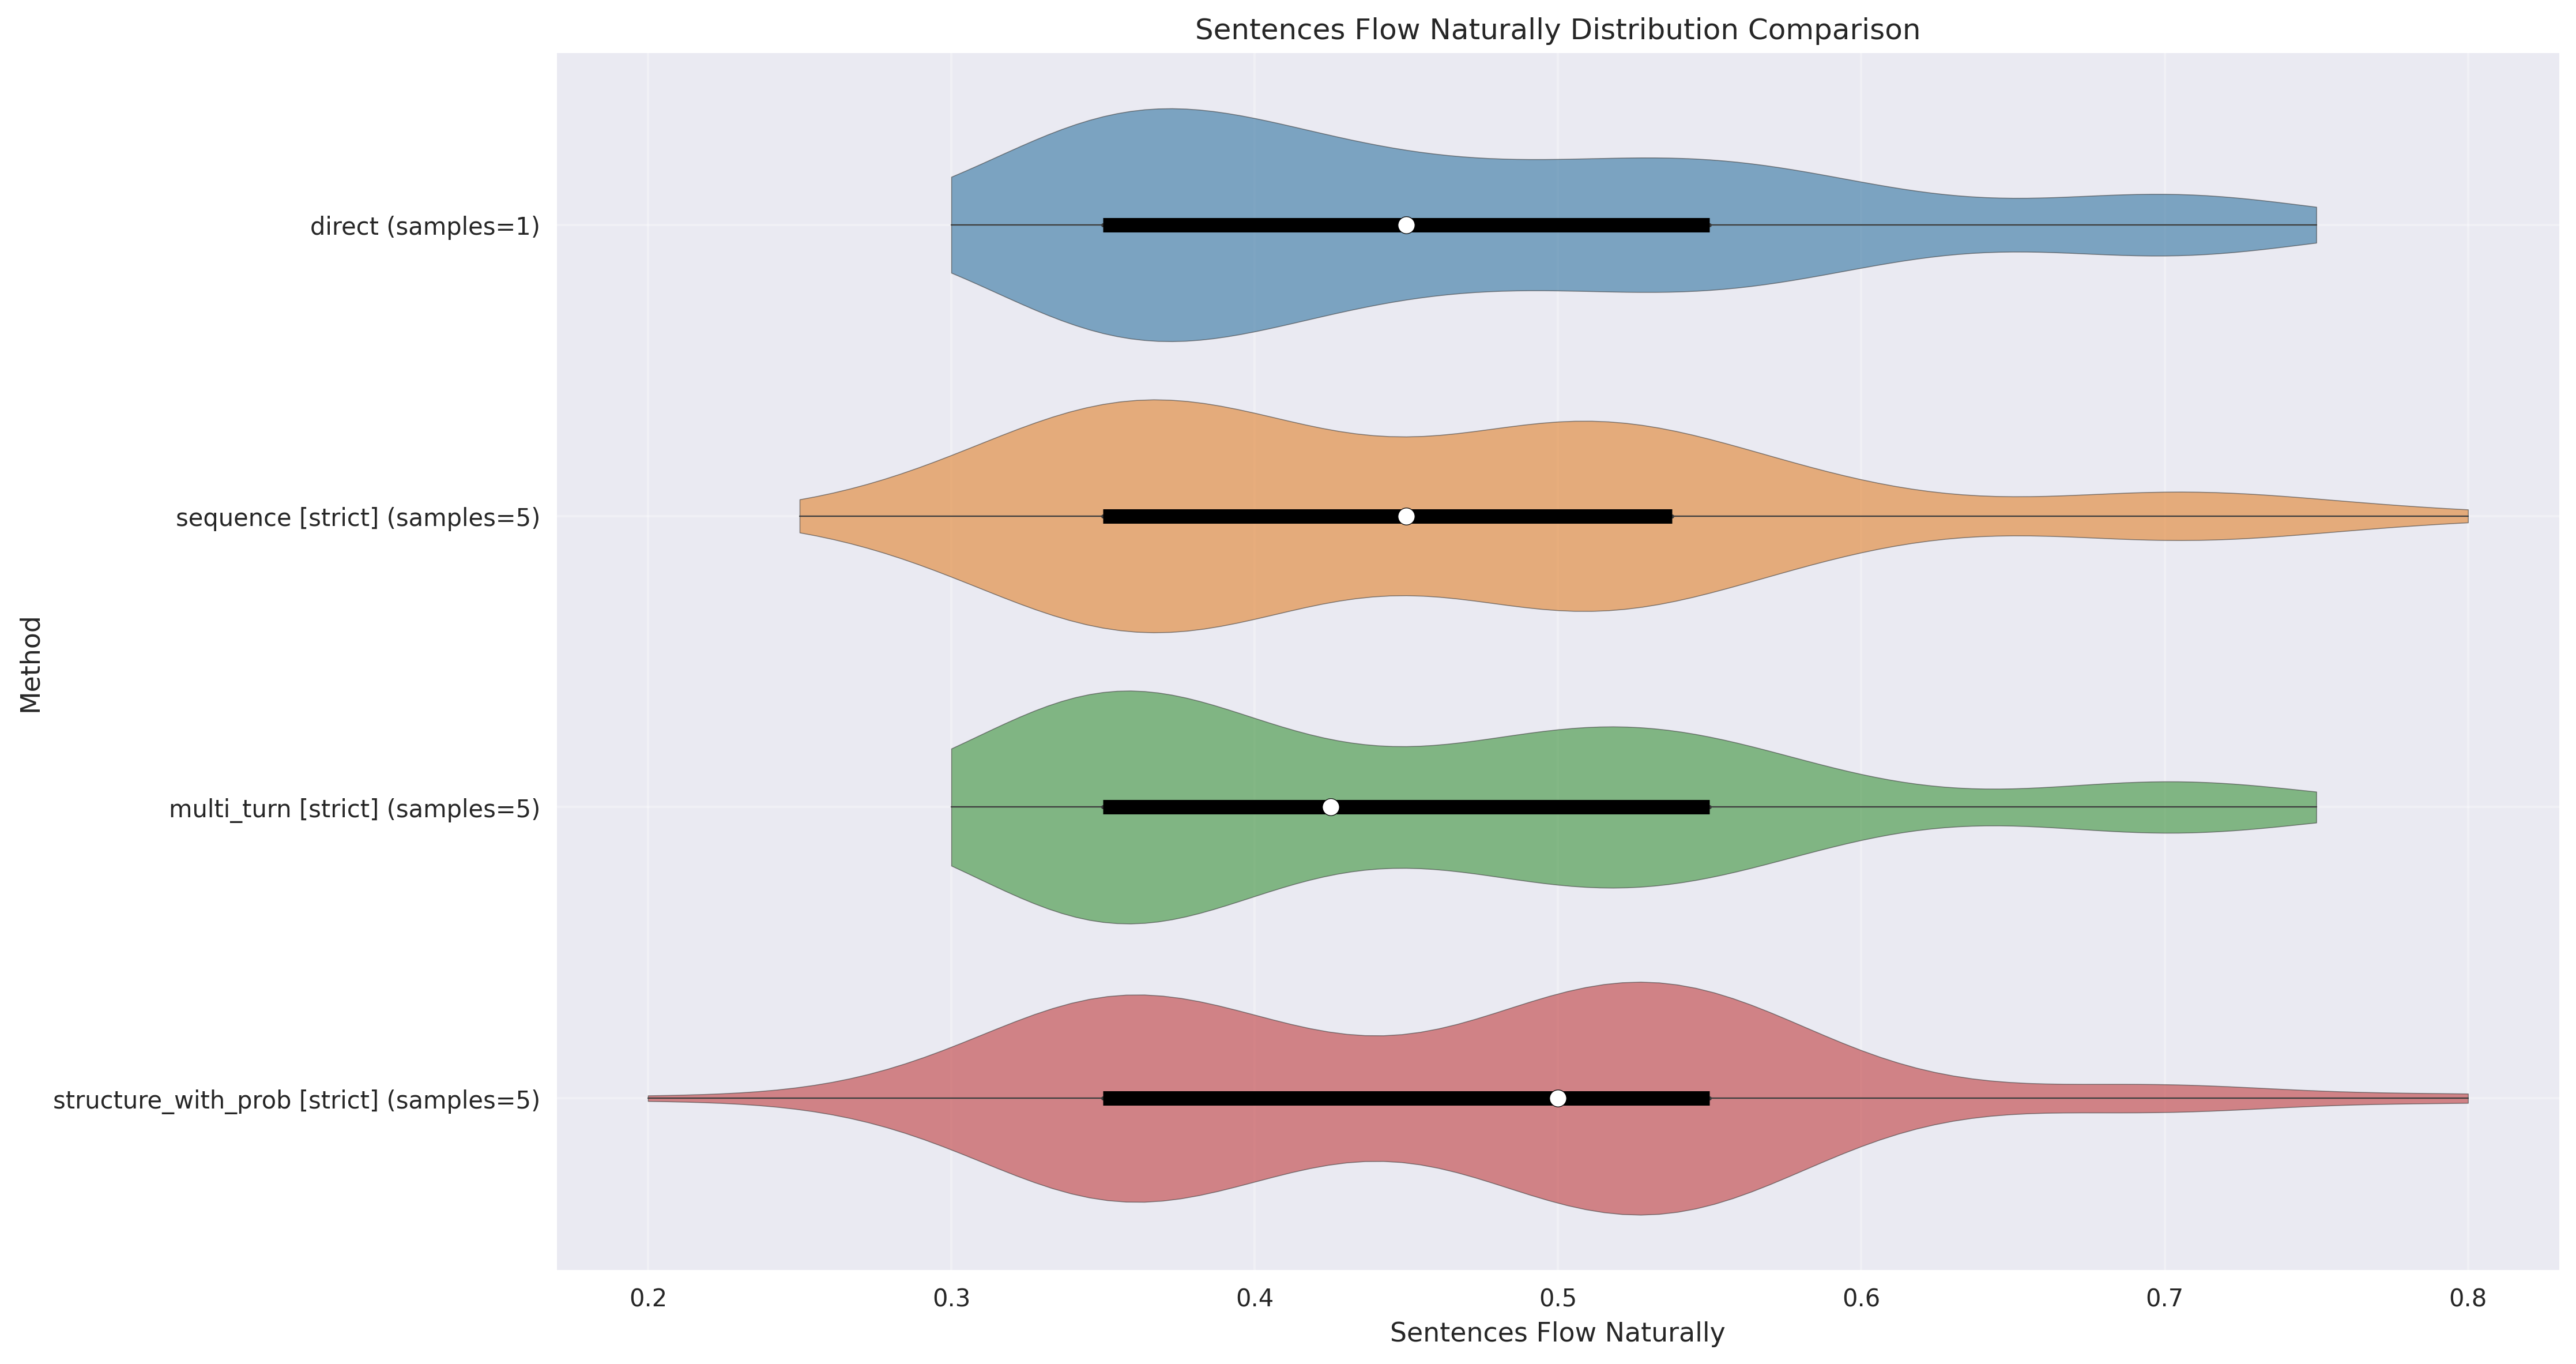 Sentences Flow Naturally Distribution Comparison
Method
direct (samples=1)
sequence [strict] (samples=5)
multi_turn [strict] (samples=5)
structure_with_prob [strict] (samples=5)
0.2 0.3 0.4 0.5 0.6 0.7 0.8
Sentences Flow Naturally